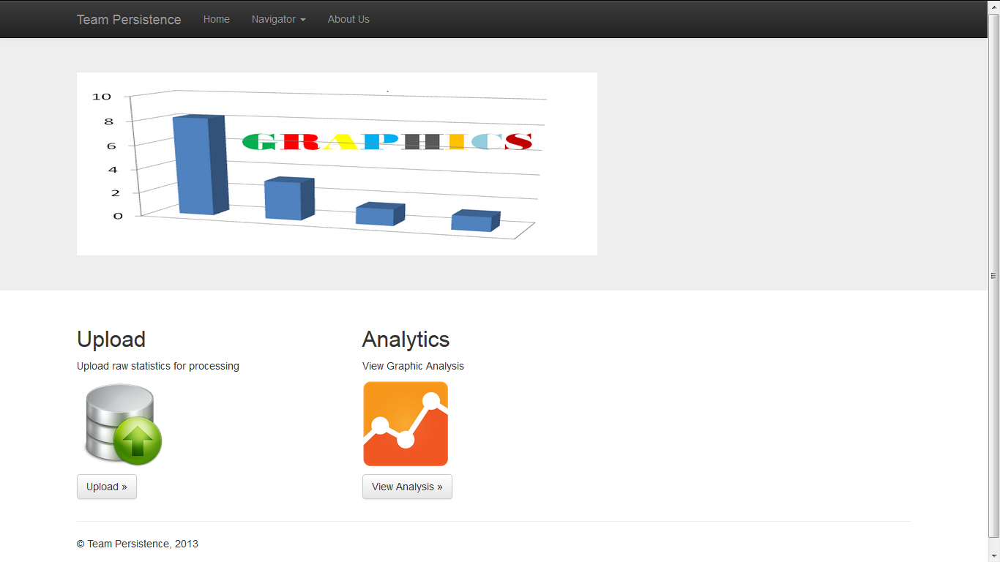 Team Persistence Home Navigator About Us
10
8
GRAPHICS
6
4
2
0
Upload Analytics
Upload raw statistics for processing View Graphic Analysis
Upload » View Analysis »
© Team Persistence, 2013